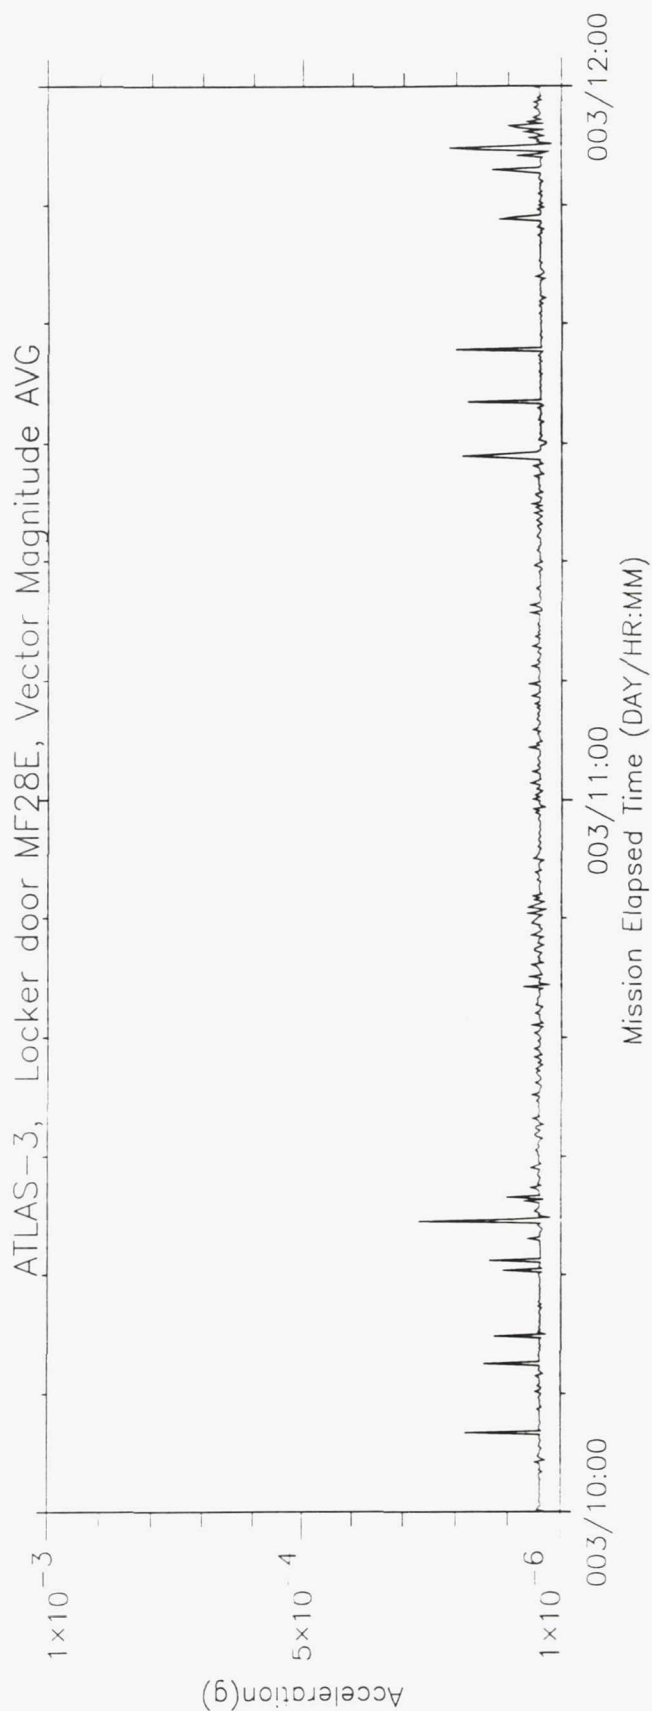 ATLAS-3, Locker door MF28E, Vector Magnitude AVG
Acceleration(g)
1×10-3
5×10-4
1×10-6
003/10:00
003/11:00
003/12:00
Mission Elapsed Time (DAY/HR:MM)